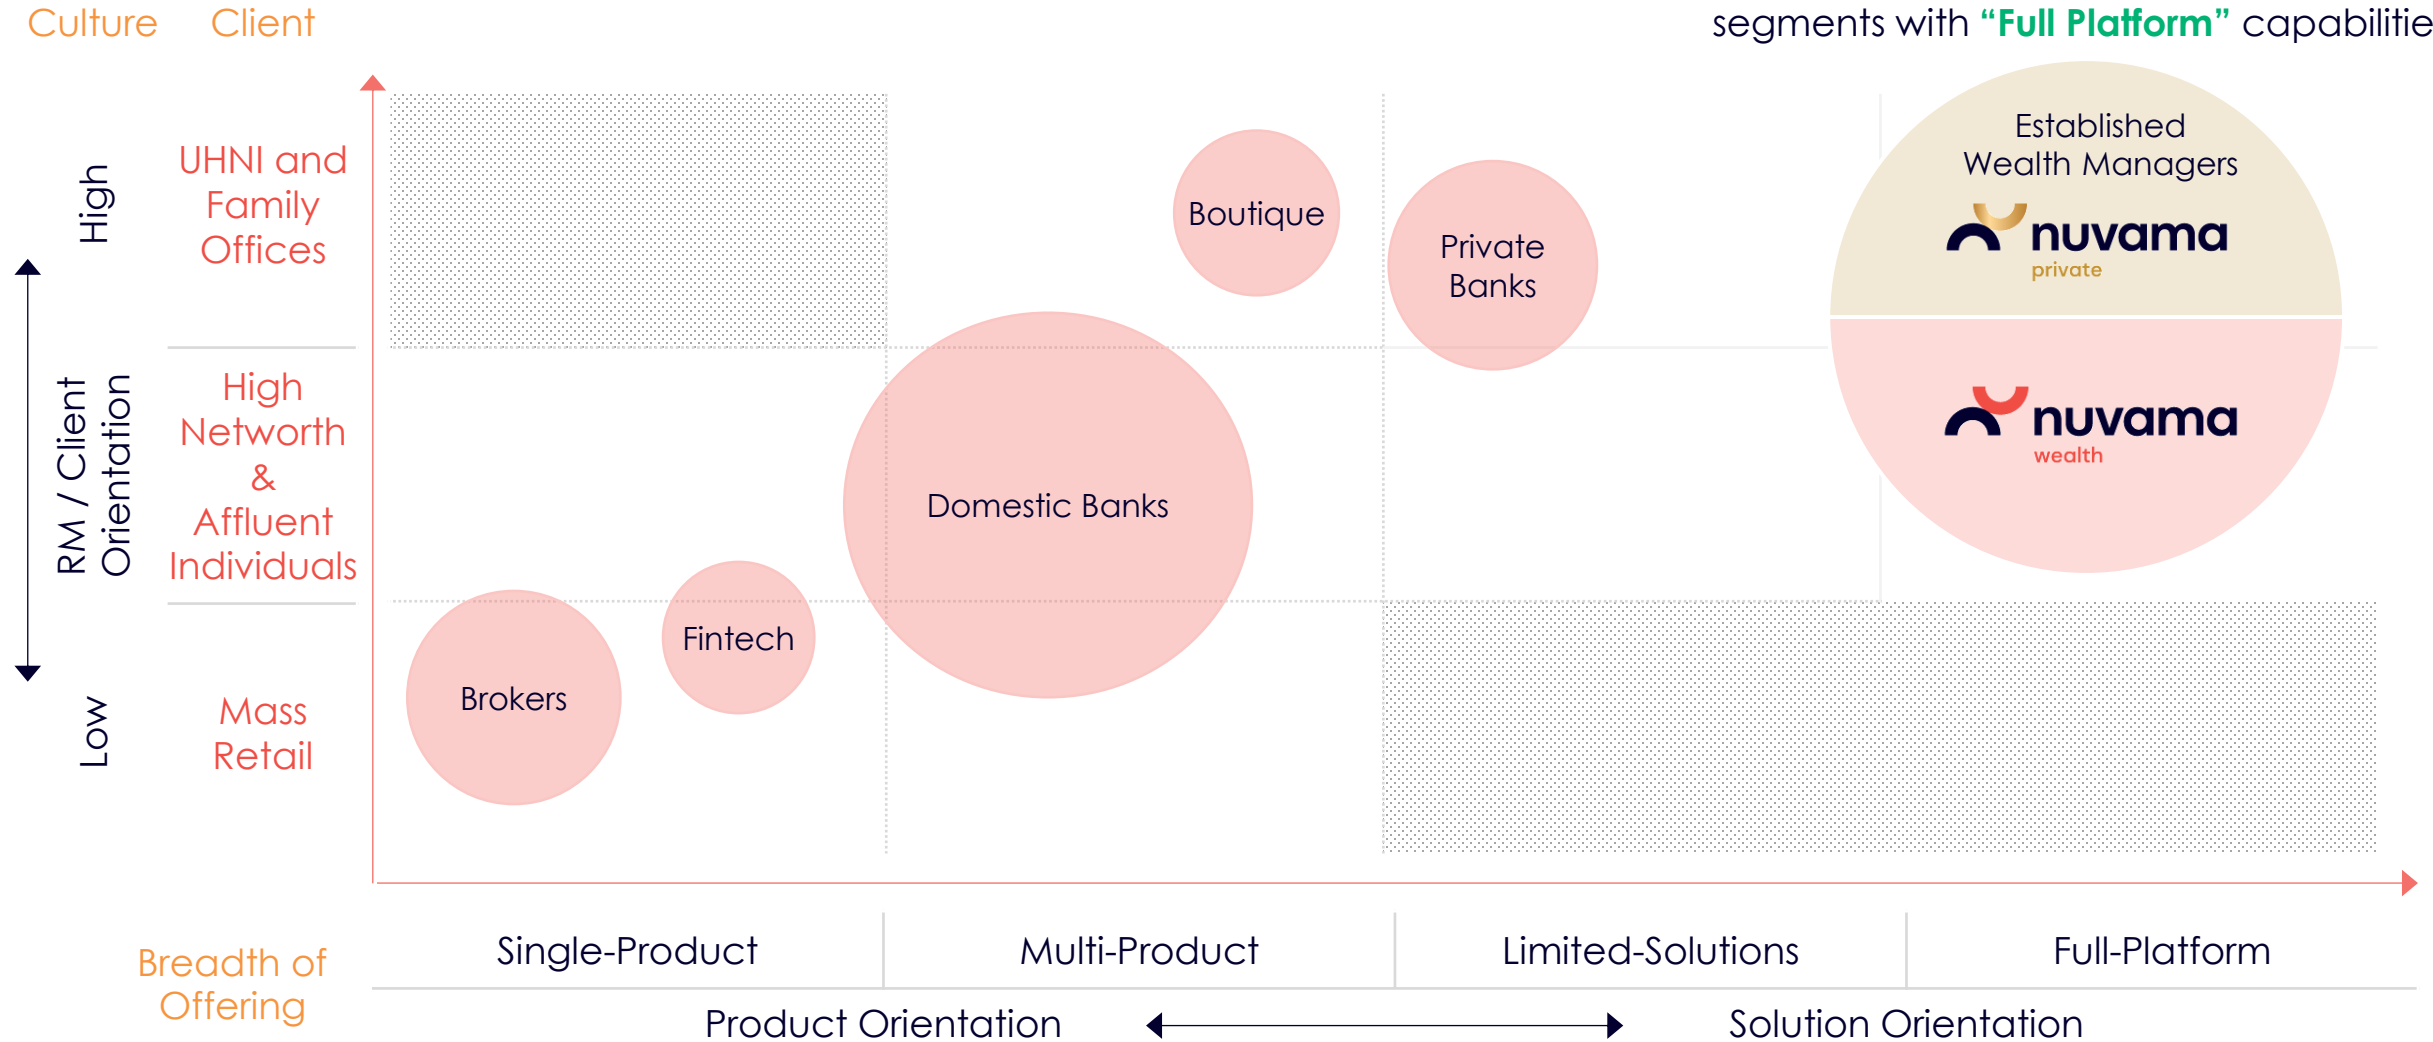 Culture
Client
segments with “Full Platform” capabilitie
High
RM / Client
Orientation
Low
UHNI and
Family
Offices
High
Networth
&
Affluent
Individuals
Mass
Retail
Boutique
Private
Banks
Established
Wealth Managers
nuvama
private
nuvama
wealth
Domestic Banks
Fintech
Brokers
Breadth of
Offering
Single-Product
Multi-Product
Limited-Solutions
Full-Platform
Product Orientation
Solution Orientation